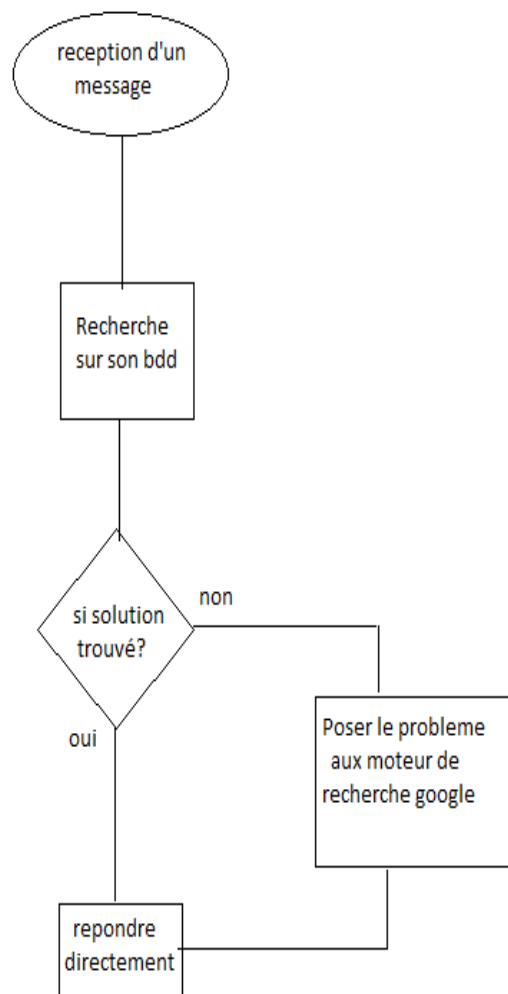 reception d'un
message
Recherche
sur son bdd
si solution
trouvé?
non
oui
Poser le probleme
aux moteur de
recherche google
repondre
directement